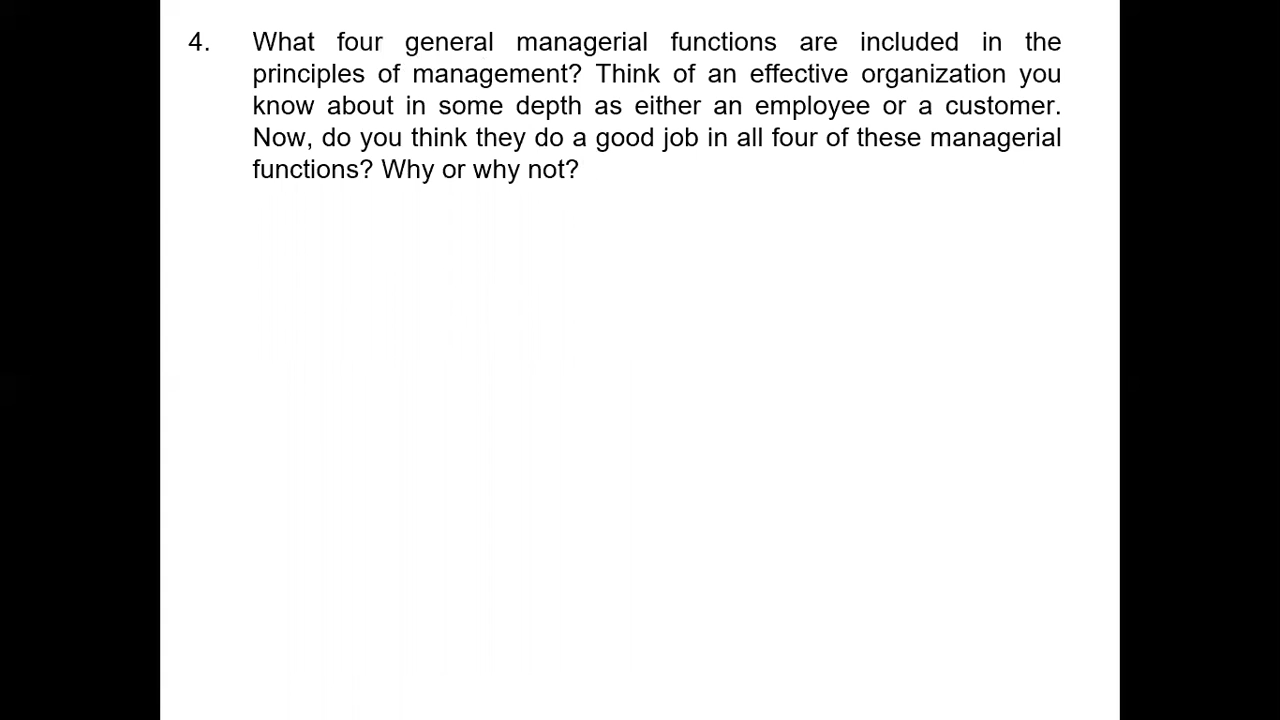 4. What four general managerial functions are included in the
principles of management? Think of an effective organization you
know about in some depth as either an employee or a customer.
Now, do you think they do a good job in all four of these managerial
functions? Why or why not?